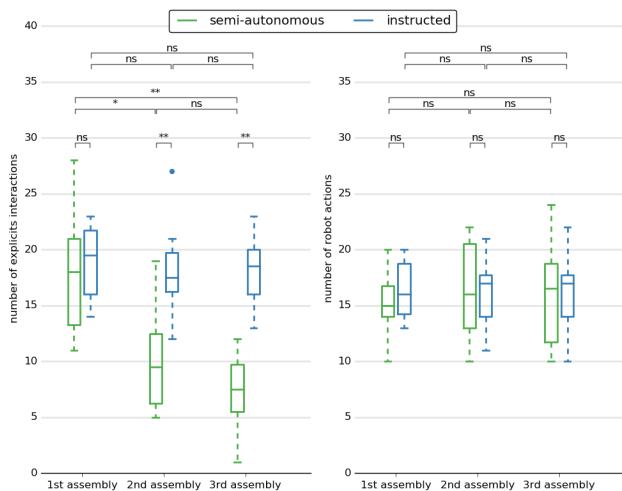 semi-autonomous instructed
40
35
30
25
20
15
10
5
0
number of explicits interactions
ns
ns ns
**
* ns
ns ** **
1st assembly 2nd assembly 3rd assembly
35
30
25
20
15
10
5
0
number of robot actions
ns
ns ns
ns
ns ns
ns ns ns
1st assembly 2nd assembly 3rd assembly